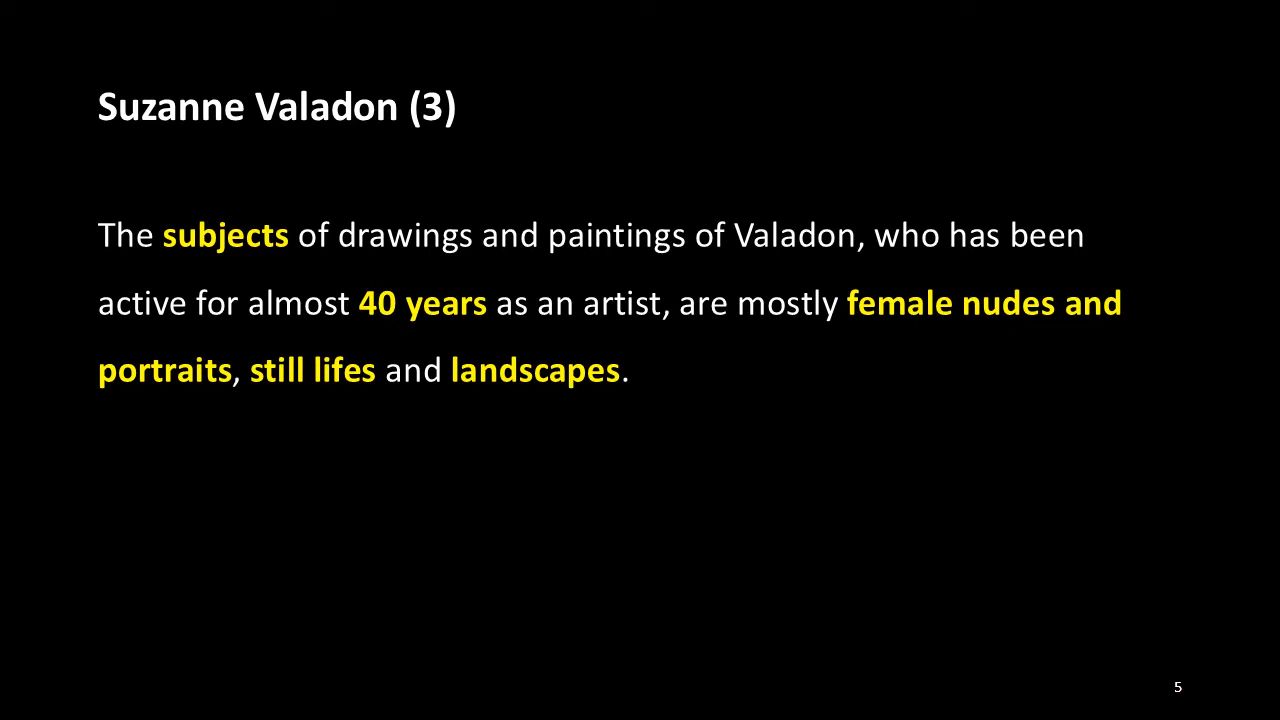 Suzanne Valadon (3)
The subjects of drawings and paintings of Valadon, who has been
active for almost 40 years as an artist, are mostly female nudes and
portraits, still lifes and landscapes.
5